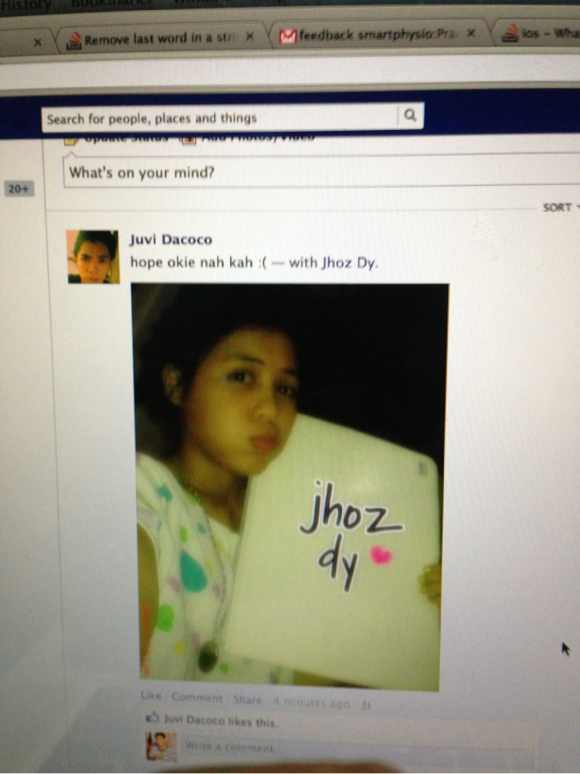 History Bookmarks
Remove last word in a stri
feedback smartphysio:Pra
ios - Wha
Search for people, places and things
Update Status Add Photos/Video
What's on your mind?
20+
SORT
Juvi Dacoco
hope okie nah kah :( — with Jhoz Dy.
jhoz
dy
Like Comment Share 4 minutes ago
Juvi Dacoco likes this.
Write a comment